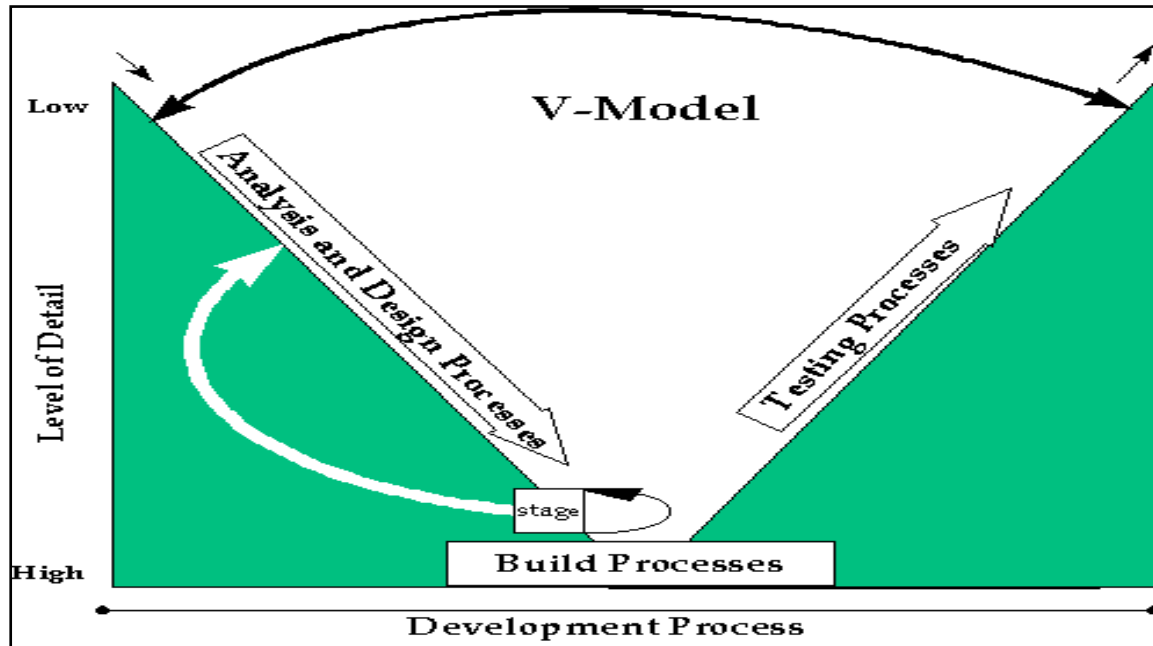 V-Model
Low
Analysis and Design Processes
Testing Processes
Level of Detail
stage
Build Processes
High
Development Process